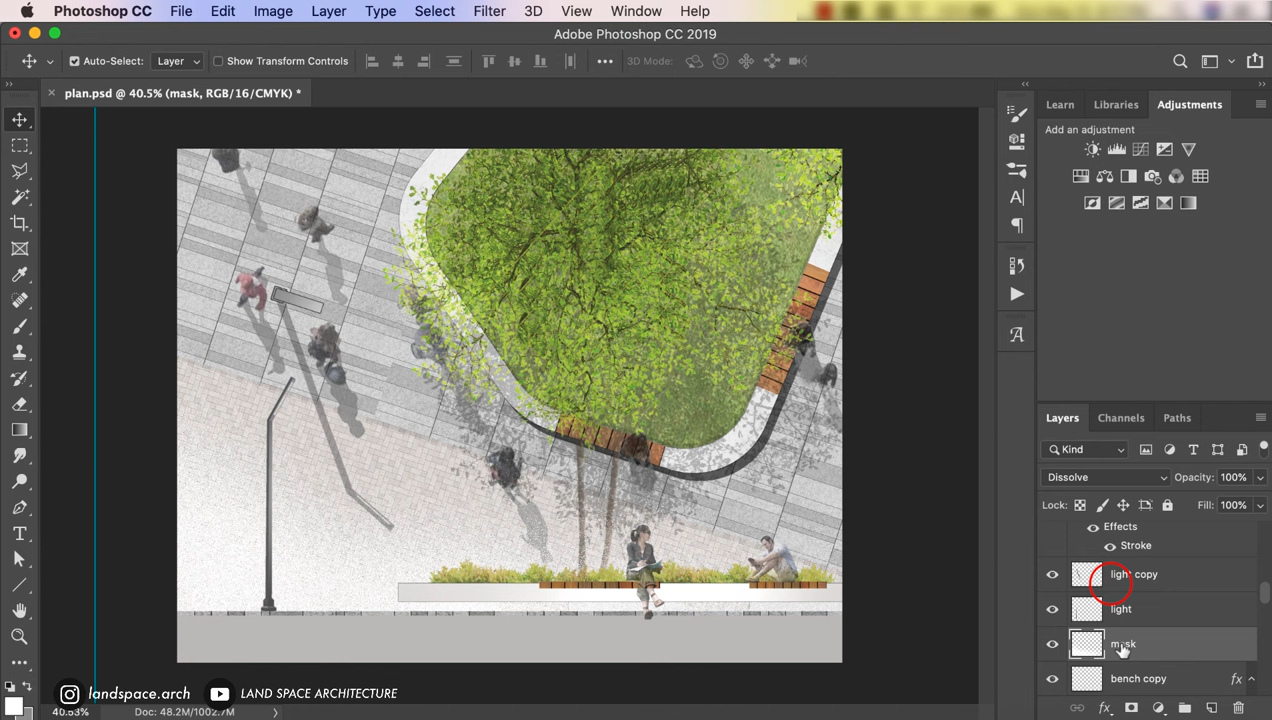 Photoshop CC File Edit Image Layer Type Select Filter 3D View Window Help
Adobe Photoshop CC 2019
Auto-Select: Layer Show Transform Controls 3D Mode:
plan.psd @ 40.5% (mask, RGB/16/CMYK) *
Learn Libraries Adjustments
Add an adjustment
Layers Channels Paths
Kind
Dissolve Opacity: 100%
Lock: Fill: 100%
Effects
Stroke
light copy
light
mask
bench copy fx
landspace.arch LAND SPACE ARCHITECTURE
40.53% Doc: 48.2M/1002.7M